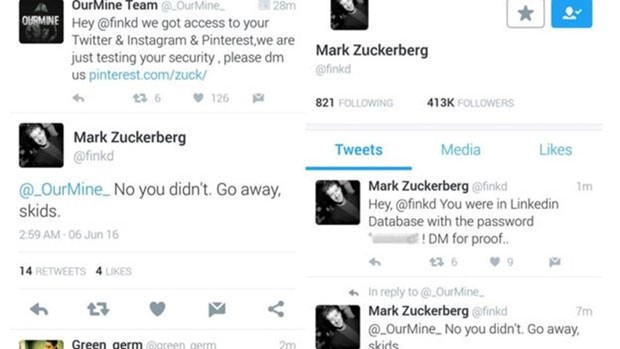 OurMine Team @_OurMine_ 28m
OURMINE
Hey @finkd we got access to your
Twitter & Instagram & Pinterest,we are
just testing your security , please dm
us pinterest.com/zuck/
6 126
Mark Zuckerberg
@finkd
@_OurMine_ No you didn't. Go away,
skids.
2:59 AM · 06 Jun 16
14 RETWEETS 4 LIKES
Green_germ @green_germ 2m
Mark Zuckerberg
@finkd
821 FOLLOWING 413K FOLLOWERS
Tweets Media Likes
Mark Zuckerberg @finkd 1m
Hey, @finkd You were in Linkedin
Database with the password
" ! DM for proof..
6 9
In reply to @_OurMine_
Mark Zuckerberg @finkd 7m
@_OurMine_ No you didn't. Go away,
skids.